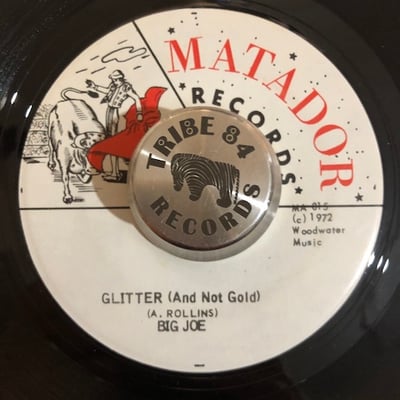 MATADOR
RECORDS
TRIBE 84
RECORDS
MA 015
(c) 1972
Woodwater
Music
GLITTER (And Not Gold)
(A. ROLLINS)
BIG JOE